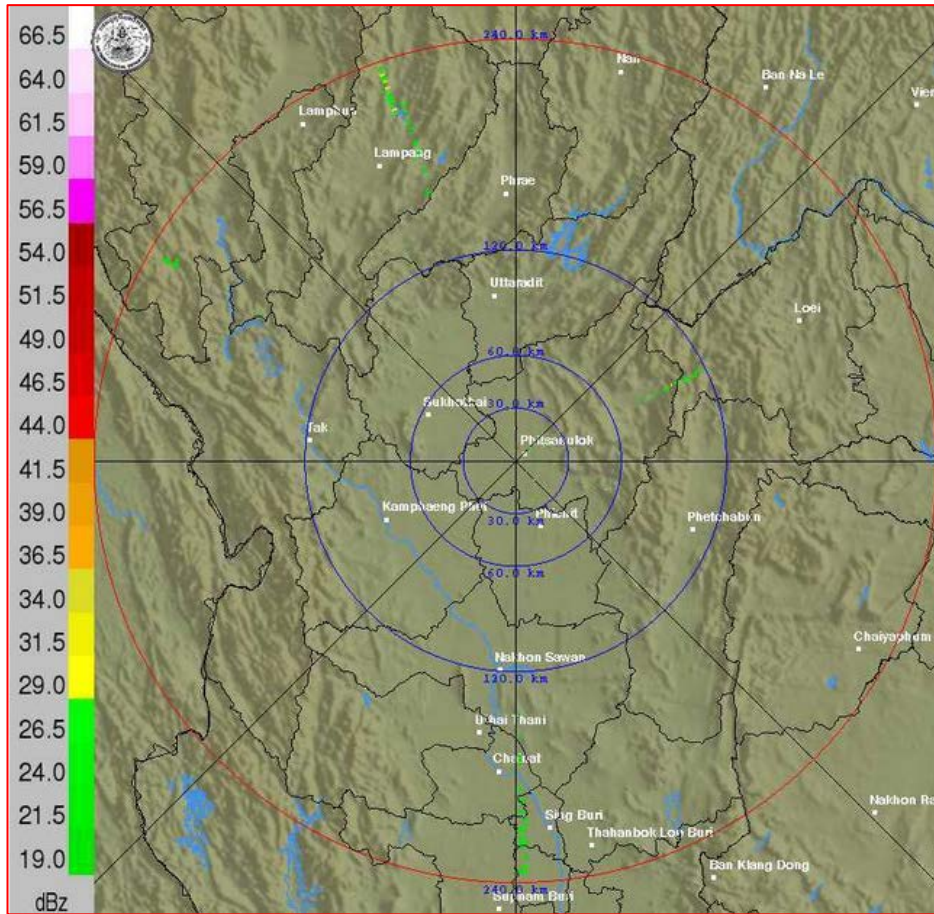 66.5
64.0
61.5
59.0
56.5
54.0
51.5
49.0
46.5
44.0
41.5
39.0
36.5
34.0
31.5
29.0
26.5
24.0
21.5
19.0
dBz
240.0 km
Nan
Ban Na Le
Vier
Lamphun
Lampang
Phrae
120.0 km
Uttaradit
Loei
60.0 km
30.0 km
Sukhothai
Tak
Phitsanulok
Kamphaeng Phet
Phichit
30.0 km
Phetchabun
60.0 km
Chaiyaphum
Nakhon Sawan
120.0 km
Uthai Thani
Chainat
Sing Buri
Nakhon Ra
Thahanbok Lop Buri
Ban Klang Dong
240.0 km
Suphan Buri